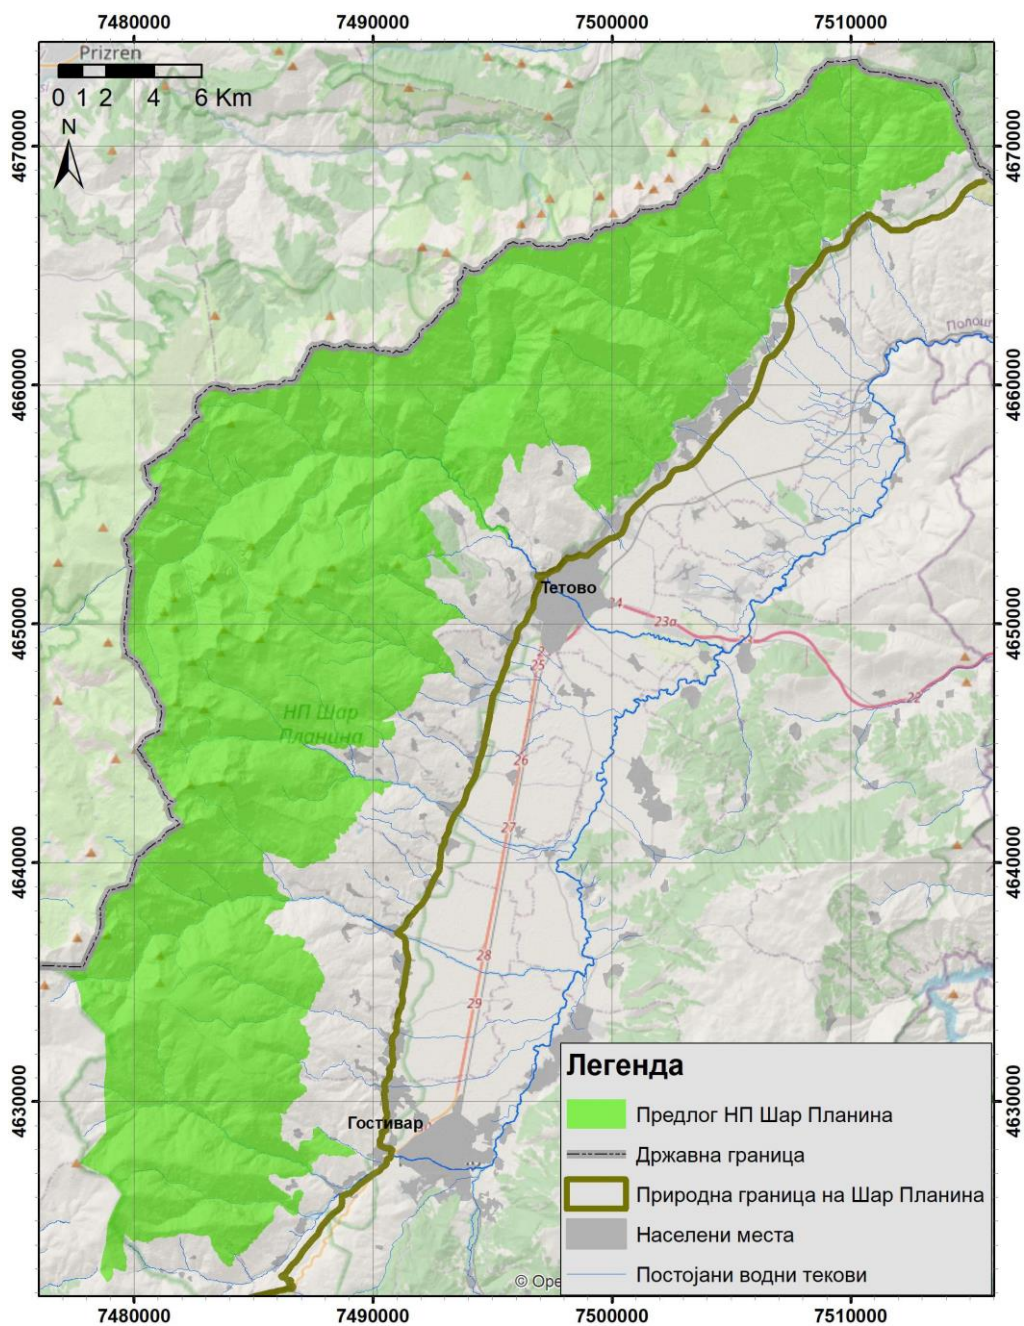 7480000
7490000
7500000
7510000
Prizren
0 1 2 4 6 Km
N
4670000
4670000
Полош
4660000
4660000
Тетово
24
23a
4650000
4650000
2
25
22
НП Шар
Планина
26
27
4640000
4640000
28
29
Легенда
Предлог НП Шар Планина
Државна граница
Природна граница на Шар Планина
Населени места
Постојани водни текови
4630000
4630000
Гостивар
© Ope
7480000
7490000
7500000
7510000